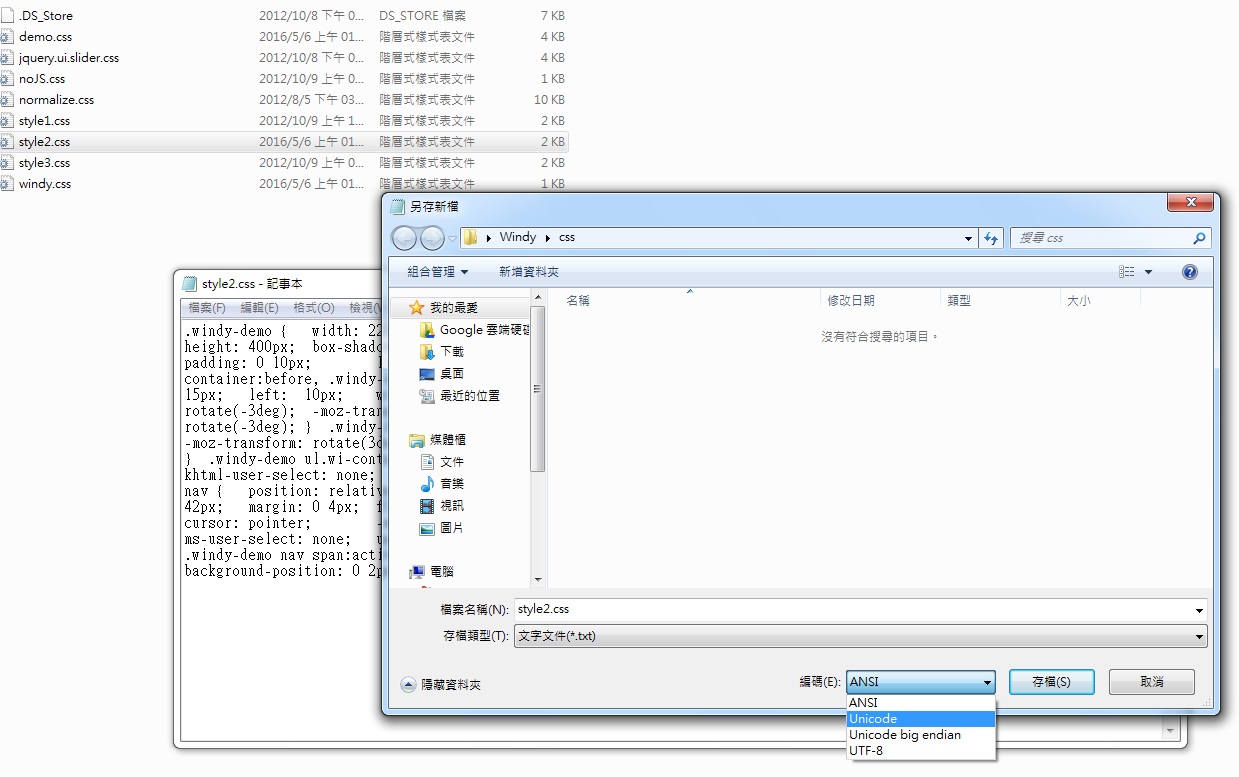 .DS_Store 2012/10/8 下午 0... DS_STORE 檔案 7 KB
demo.css 2016/5/6 上午 01... 階層式樣式表文件 4 KB
jquery.ui.slider.css 2012/10/8 下午 0... 階層式樣式表文件 4 KB
noJS.css 2012/10/9 上午 0... 階層式樣式表文件 1 KB
normalize.css 2012/8/5 下午 03... 階層式樣式表文件 10 KB
style1.css 2012/10/9 上午 1... 階層式樣式表文件 2 KB
style2.css 2016/5/6 上午 01... 階層式樣式表文件 2 KB
style3.css 2012/10/9 上午 0... 階層式樣式表文件 2 KB
windy.css 2016/5/6 上午 01... 階層式樣式表文件 1 KB
style2.css - 記事本
檔案(F) 編輯(E) 格式(O) 檢視(V
.windy-demo { width: 22
height: 400px; box-shado
padding: 0 10px;
container:before, .windy-
15px; left: 10px;
rotate(-3deg); -moz-tran
rotate(-3deg); } .windy-
-moz-transform: rotate(3d
} .windy-demo ul.wi-cont
khtml-user-select: none;
nav { position: relativ
42px; margin: 0 4px; f
cursor: pointer; -
ms-user-select: none; u
.windy-demo nav span:acti
background-position: 0 2p
另存新檔
Windy css
搜尋 css
組合管理 新增資料夾
我的最愛
Google 雲端硬碟
下載
桌面
最近的位置
媒體櫃
文件
音樂
視訊
圖片
電腦
名稱 修改日期 類型 大小
沒有符合搜尋的項目。
檔案名稱(N): style2.css
存檔類型(T): 文字文件(*.txt)
隱藏資料夾
編碼(E): ANSI 存檔(S) 取消
ANSI
Unicode
Unicode big endian
UTF-8